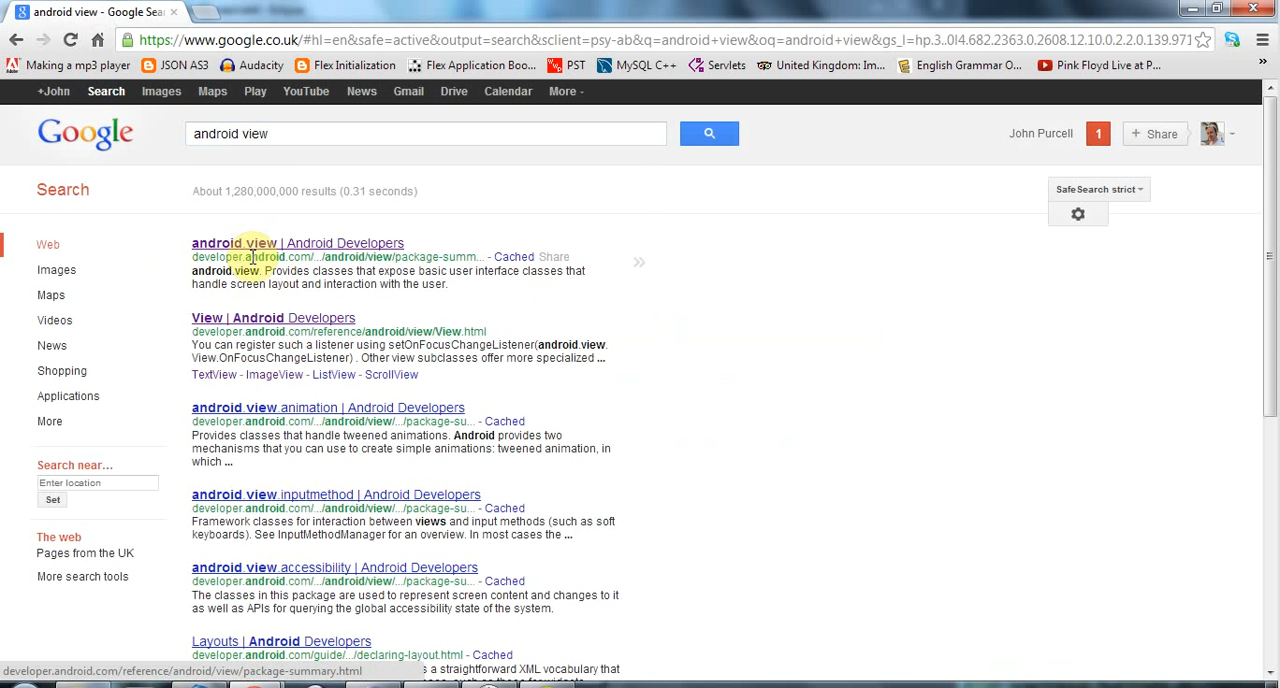 android view - Google Sea
https://www.google.co.uk/#hl=en&safe=active&output=search&sclient=psy-ab&q=android+view&oq=android+view&gs_l=hp.3..0l4.682.2363.0.2608.12.10.0.2.2.0.139.971
Making a mp3 player
JSON AS3
Audacity
Flex Initialization
Flex Application Boo...
PST
MySQL C++
Servlets
United Kingdom: Im...
English Grammar O...
Pink Floyd Live at P...
+John Search Images Maps Play YouTube News Gmail Drive Calendar More
Google
android view
John Purcell
1
+ Share
Search
About 1,280,000,000 results (0.31 seconds)
SafeSearch strict
Web
Images
Maps
Videos
News
Shopping
Applications
More
Search near...
Enter location
Set
The web
Pages from the UK
More search tools
android.view | Android Developers
developer.android.com/.../android/view/package-summ... - Cached Share
android.view. Provides classes that expose basic user interface classes that
handle screen layout and interaction with the user.
View | Android Developers
developer.android.com/reference/android/view/View.html
You can register such a listener using setOnFocusChangeListener(android.view.
View.OnFocusChangeListener) . Other view subclasses offer more specialized ...
TextView - ImageView - ListView - ScrollView
android.view.animation | Android Developers
developer.android.com/.../android/view/.../package-su... - Cached
Provides classes that handle tweened animations. Android provides two
mechanisms that you can use to create simple animations: tweened animation, in
which ...
android.view.inputmethod | Android Developers
developer.android.com/.../android/view/.../package-su... - Cached
Framework classes for interaction between views and input methods (such as soft
keyboards). See InputMethodManager for an overview. In most cases the ...
android.view.accessibility | Android Developers
developer.android.com/.../android/view/.../package-su... - Cached
The classes in this package are used to represent screen content and changes to it
as well as APIs for querying the global accessibility state of the system.
Layouts | Android Developers
developer.android.com/guide/.../declaring-layout.html - Cached
s a straightforward XML vocabulary that
developer.android.com/reference/android/view/package-summary.html